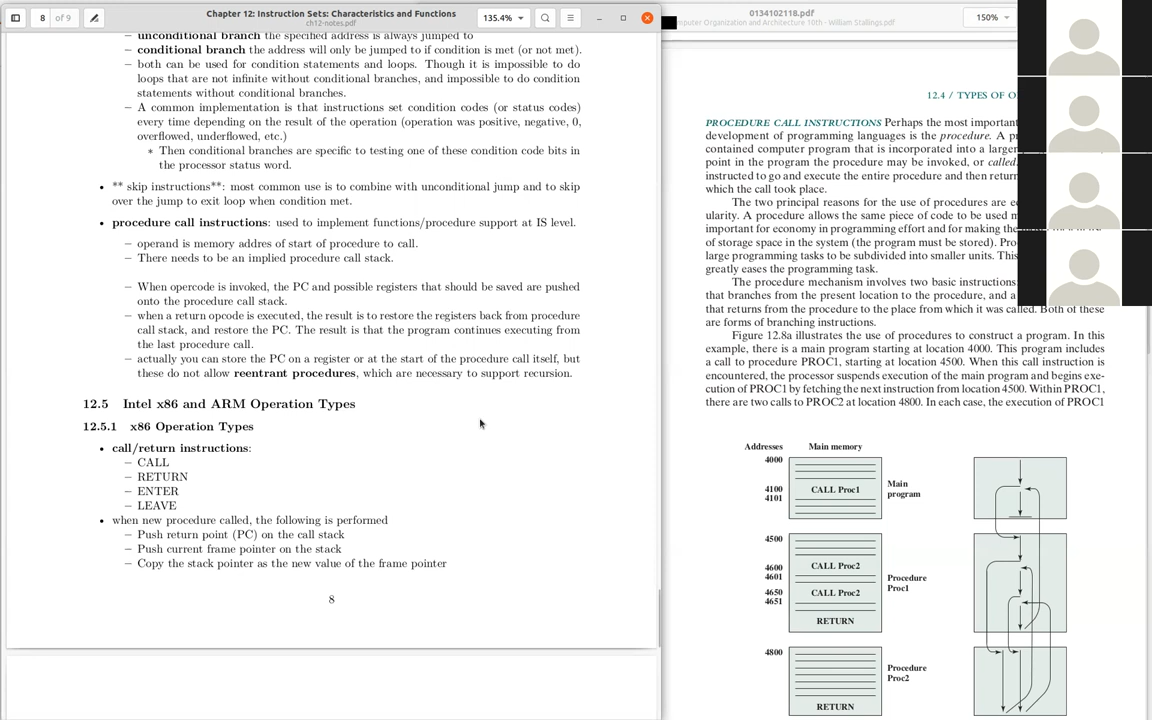 Chapter 12: Instruction Sets: Characteristics and Functions
ch12-notes.pdf
8 of 9
135.4%
0134102118.pdf
mputer Organization and Architecture 10th - William Stallings.pdf
150%
– unconditional branch the specified address is always jumped to
– conditional branch the address will only be jumped to if condition is met (or not met).
– both can be used for condition statements and loops. Though it is impossible to do
loops that are not infinite without conditional branches, and impossible to do condition
statements without conditional branches.
– A common implementation is that instructions set condition codes (or status codes)
every time depending on the result of the operation (operation was positive, negative, 0,
overflowed, underflowed, etc.)
* Then conditional branches are specific to testing one of these condition code bits in
the processor status word.
• ** skip instructions**: most common use is to combine with unconditional jump and to skip
over the jump to exit loop when condition met.
• procedure call instructions: used to implement functions/procedure support at IS level.
– operand is memory addres of start of procedure to call.
– There needs to be an implied procedure call stack.
– When opcode is invoked, the PC and possible registers that should be saved are pushed
onto the procedure call stack.
– when a return opcode is executed, the result is to restore the registers back from procedure
call stack, and restore the PC. The result is that the program continues executing from
the last procedure call.
– actually you can store the PC on a register or at the start of the procedure call itself, but
these do not allow reentrant procedures, which are necessary to support recursion.
12.5 Intel x86 and ARM Operation Types
12.5.1 x86 Operation Types
• call/return instructions:
– CALL
– RETURN
– ENTER
– LEAVE
• when new procedure called, the following is performed
– Push return point (PC) on the call stack
– Push current frame pointer on the stack
– Copy the stack pointer as the new value of the frame pointer
8
12.4 / TYPES OF O
PROCEDURE CALL INSTRUCTIONS Perhaps the most important
development of programming languages is the procedure. A pr
contained computer program that is incorporated into a larger
point in the program the procedure may be invoked, or called.
instructed to go and execute the entire procedure and then return
which the call took place.
The two principal reasons for the use of procedures are ec
ularity. A procedure allows the same piece of code to be used m
important for economy in programming effort and for making the
of storage space in the system (the program must be stored). Pro
large programming tasks to be subdivided into smaller units. This
greatly eases the programming task.
The procedure mechanism involves two basic instructions:
that branches from the present location to the procedure, and a
that returns from the procedure to the place from which it was called. Both of these
are forms of branching instructions.
Figure 12.8a illustrates the use of procedures to construct a program. In this
example, there is a main program starting at location 4000. This program includes
a call to procedure PROC1, starting at location 4500. When this call instruction is
encountered, the processor suspends execution of the main program and begins exe-
cution of PROC1 by fetching the next instruction from location 4500. Within PROC1,
there are two calls to PROC2 at location 4800. In each case, the execution of PROC1
Addresses Main memory
4000
4100 CALL Proc1
4101
Main
program
4500
4600 CALL Proc2
4601
4650 CALL Proc2
4651
RETURN
Procedure
Proc1
4800
RETURN
Procedure
Proc2